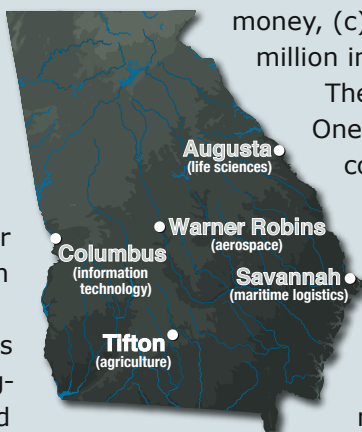 money, (c)
million in
The
One
co
r
n
s
g-
d
r
Augusta
(life sciences)
Warner Robins
(aerospace)
Columbus
(information
technology)
Savannah
(maritime logistics)
Tifton
(agriculture)